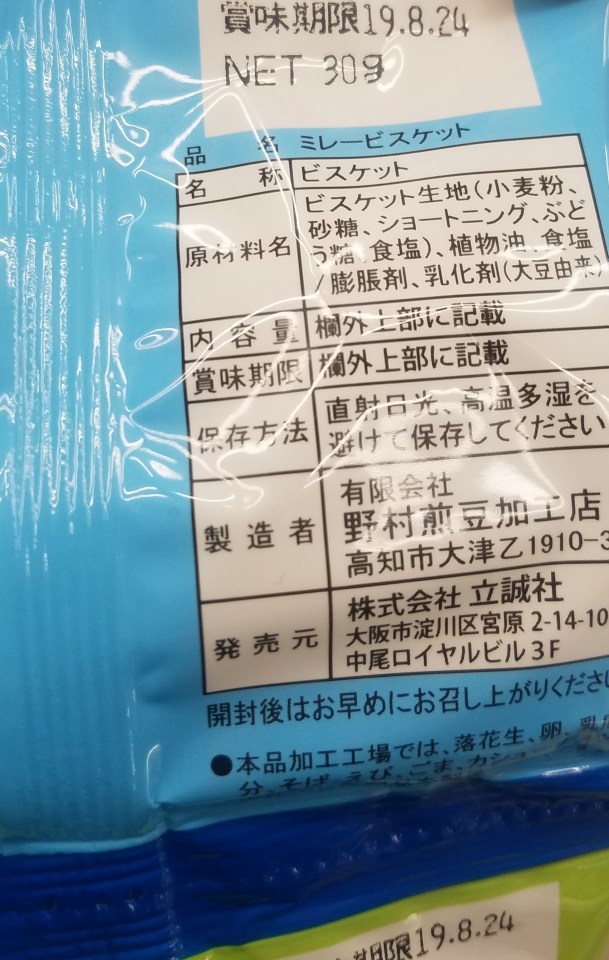 賞味期限19.8.24
NET 30g
品名 ミレービスケット
名称 ビスケット
原材料名 ビスケット生地(小麦粉、
砂糖、ショートニング、ぶど
う糖、食塩)、植物油、食塩
/膨脹剤、乳化剤(大豆由来)
内容量 欄外上部に記載
賞味期限 欄外上部に記載
保存方法 直射日光、高温多湿を
避けて保存してください
製造者 有限会社
野村煎豆加工店
高知市大津乙1910-3
発売元 株式会社 立誠社
大阪市淀川区宮原 2-14-10
中尾ロイヤルビル3F
開封後はお早めにお召し上がりくださ
●本品加工工場では、落花生、卵、乳
分、そば、えび、ごま、カシュー
期限19.8.24